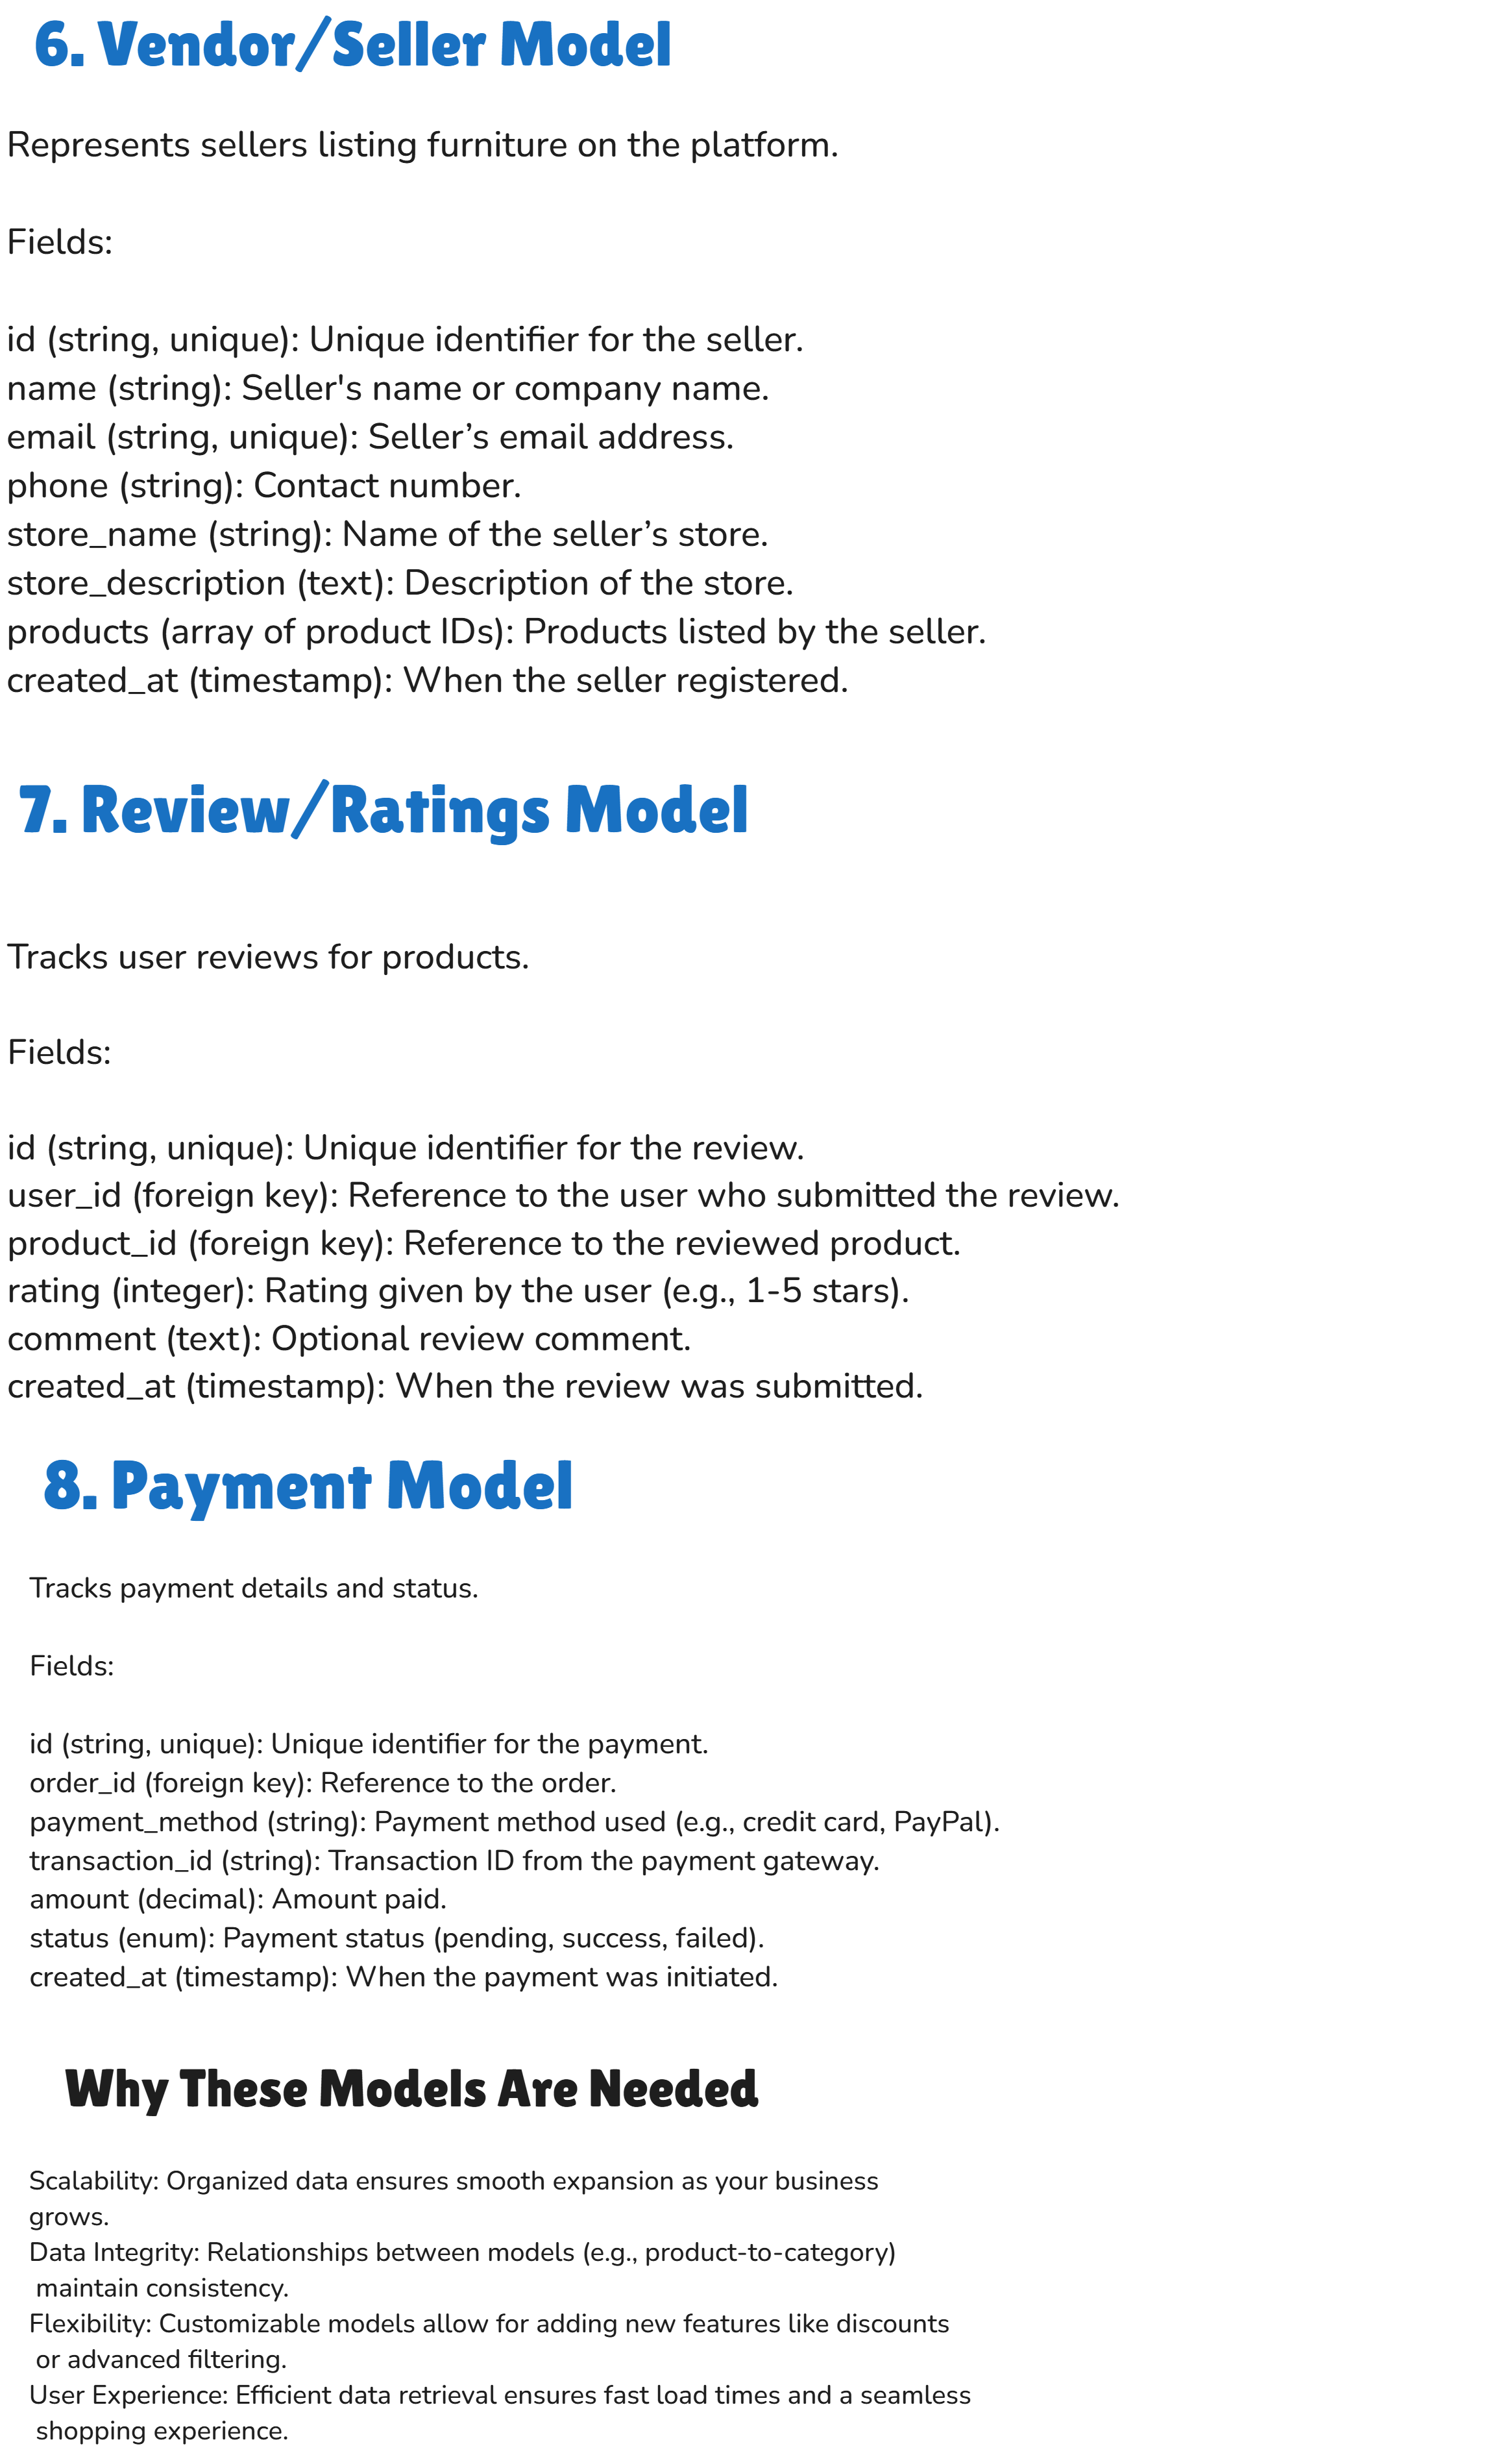 6. Vendor/Seller Model
Represents sellers listing furniture on the platform.
Fields:
id (string, unique): Unique identifier for the seller.
name (string): Seller's name or company name.
email (string, unique): Seller’s email address.
phone (string): Contact number.
store_name (string): Name of the seller’s store.
store_description (text): Description of the store.
products (array of product IDs): Products listed by the seller.
created_at (timestamp): When the seller registered.
7. Review/Ratings Model
Tracks user reviews for products.
Fields:
id (string, unique): Unique identifier for the review.
user_id (foreign key): Reference to the user who submitted the review.
product_id (foreign key): Reference to the reviewed product.
rating (integer): Rating given by the user (e.g., 1-5 stars).
comment (text): Optional review comment.
created_at (timestamp): When the review was submitted.
8. Payment Model
Tracks payment details and status.
Fields:
id (string, unique): Unique identifier for the payment.
order_id (foreign key): Reference to the order.
payment_method (string): Payment method used (e.g., credit card, PayPal).
transaction_id (string): Transaction ID from the payment gateway.
amount (decimal): Amount paid.
status (enum): Payment status (pending, success, failed).
created_at (timestamp): When the payment was initiated.
Why These Models Are Needed
Scalability: Organized data ensures smooth expansion as your business
grows.
Data Integrity: Relationships between models (e.g., product-to-category)
maintain consistency.
Flexibility: Customizable models allow for adding new features like discounts
or advanced filtering.
User Experience: Efficient data retrieval ensures fast load times and a seamless
shopping experience.